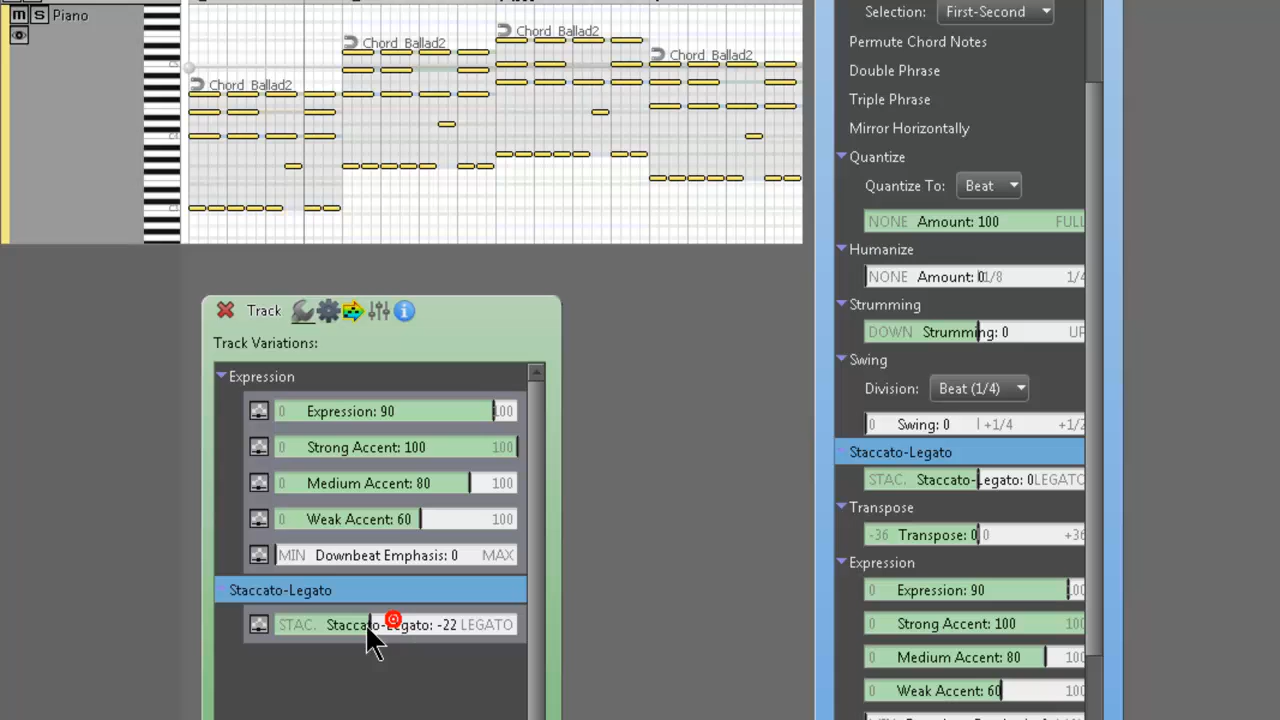 m S Piano
Chord_Ballad2
Chord_Ballad2
Chord_Ballad2
Chord_Ballad2
Track
Track Variations:
Expression
0 Expression: 90 100
0 Strong Accent: 100 100
0 Medium Accent: 80 100
0 Weak Accent: 60 100
MIN Downbeat Emphasis: 0 MAX
Staccato-Legato
STAC. Staccato-Legato: -22 LEGATO
Selection: First-Second
Permute Chord Notes
Double Phrase
Triple Phrase
Mirror Horizontally
Quantize
Quantize To: Beat
NONE Amount: 100 FULL
Humanize
NONE Amount: 0 1/8 1/4
Strumming
DOWN Strumming: 0 UP
Swing
Division: Beat (1/4)
0 Swing: 0 +1/4 +1/2
Staccato-Legato
STAC. Staccato-Legato: 0 LEGATO
Transpose
-36 Transpose: 0 0 +36
Expression
0 Expression: 90 100
0 Strong Accent: 100
0 Medium Accent: 80 100
0 Weak Accent: 60 100